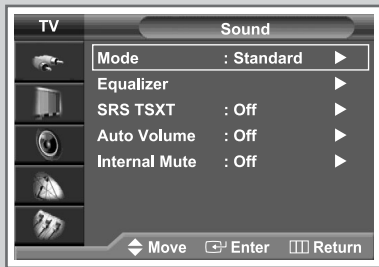 TV
Sound
Mode : Standard
Equalizer
SRS TSXT : Off
Auto Volume : Off
Internal Mute : Off
Move Enter Return